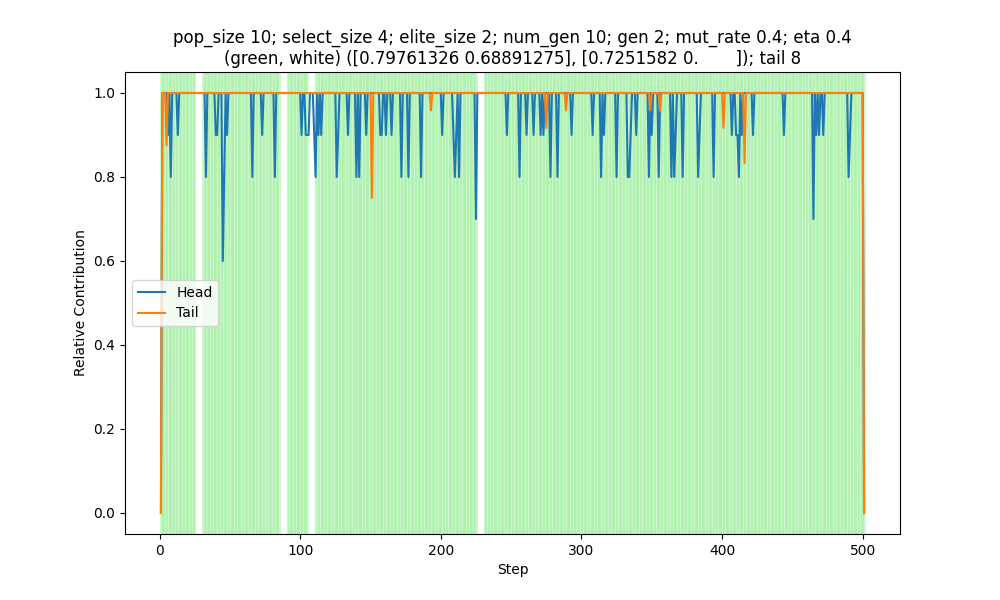 pop_size 10; select_size 4; elite_size 2; num_gen 10; gen 2; mut_rate 0.4; eta 0.4
(green, white) ([0.79761326 0.68891275], [0.7251582 0.        ]); tail 8
1.0
0.8
0.6
0.4
0.2
0.0
Relative Contribution
Head
Tail
0 100 200 300 400 500
Step